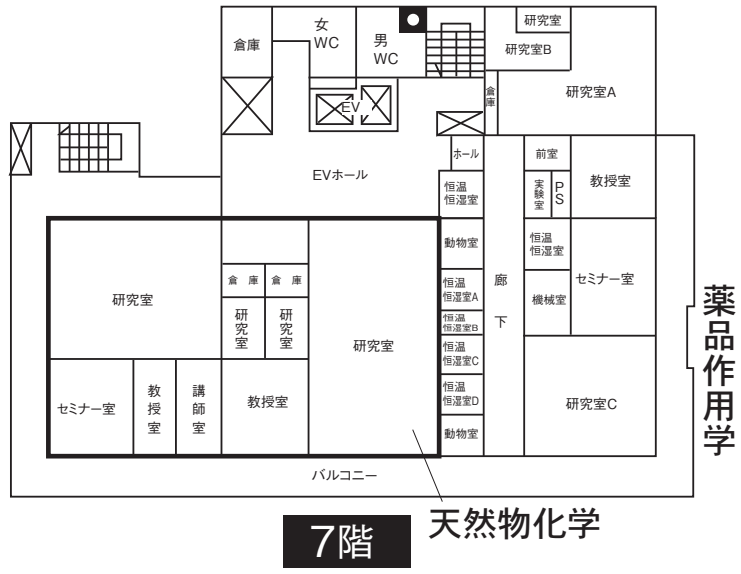 倉庫
女
WC
男
WC
研究室
研究室B
倉庫
研究室A
EV
EVホール
ホール
前室
教授室
恒温
恒湿室
実験室
PS
動物室
恒温
恒湿室
廊下
セミナー室
研究室
倉庫
倉庫
恒温
恒湿室A
機械室
研究室
研究室
恒温
恒湿室B
研究室
恒温
恒湿室C
セミナー室
教授室
講師室
教授室
恒温
恒湿室D
研究室C
動物室
薬品作用学
バルコニー
天然物化学
7階